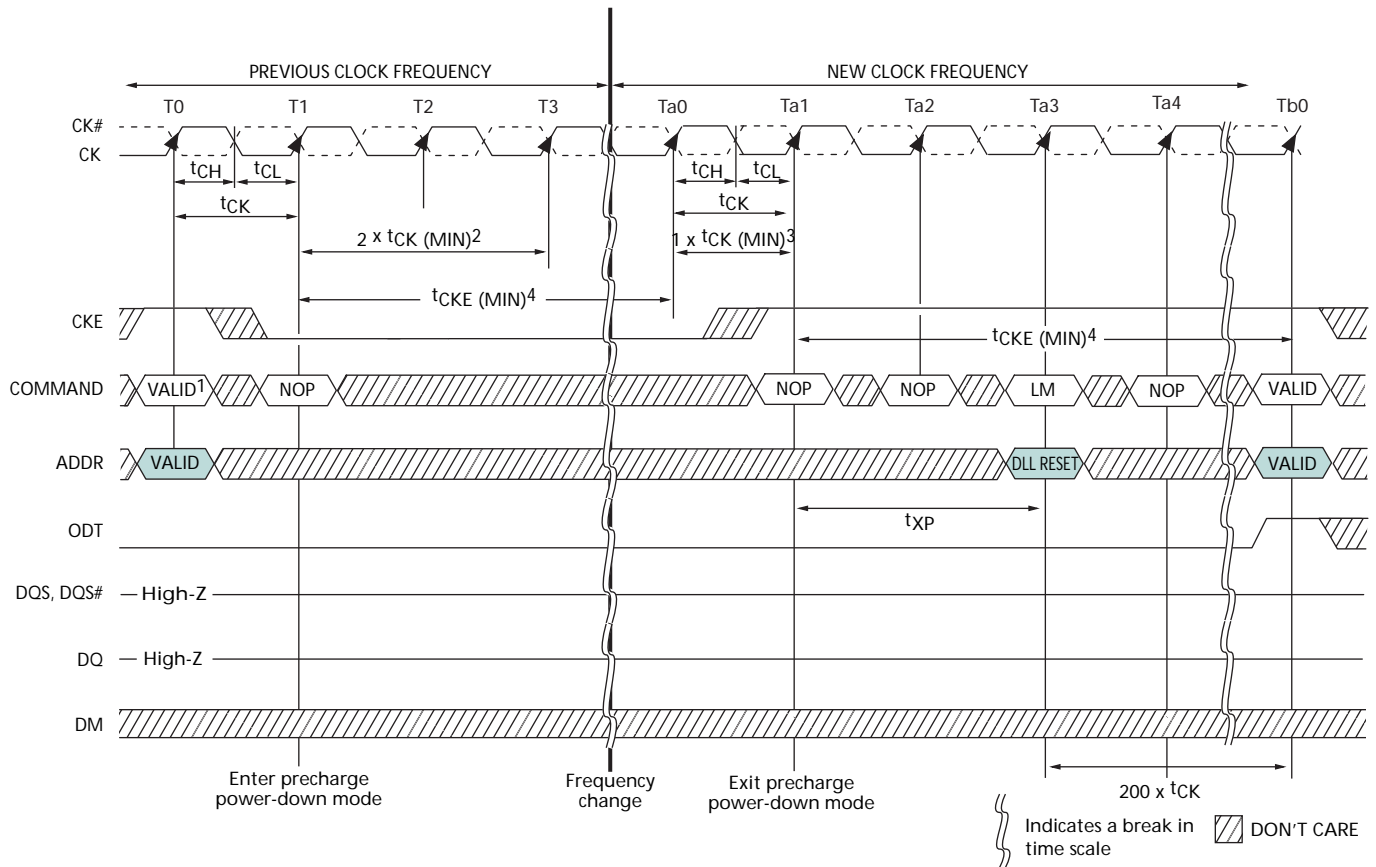 PREVIOUS CLOCK FREQUENCY NEW CLOCK FREQUENCY
T0 T1 T2 T3 Ta0 Ta1 Ta2 Ta3 Ta4 Tb0
CK#
CK
tCH tCL tCH tCL
tCK tCK
2 x tCK (MIN)2 1 x tCK (MIN)3
tCKE (MIN)4
CKE
tCKE (MIN)4
COMMAND VALID1 NOP NOP NOP LM NOP VALID
ADDR VALID DLL RESET VALID
tXP
ODT
DQS, DQS# High-Z
DQ High-Z
DM
Enter precharge
power-down mode
Frequency
change
Exit precharge
power-down mode
200 x tCK
Indicates a break in
time scale
DON'T CARE